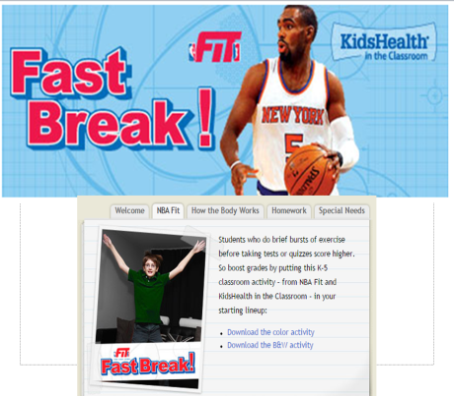 Fast
Break!
FIT
KidsHealth
in the Classroom
NEW YORK
5
Welcome
NBA Fit
How the Body Works
Homework
Special Needs
Students who do brief bursts of exercise
before taking tests or quizzes score higher.
So boost grades by putting this K-5
classroom activity - from NBA Fit and
KidsHealth in the Classroom - in your
starting lineup:
Download the color activity
Download the B&W activity
FIT
Fast Break!